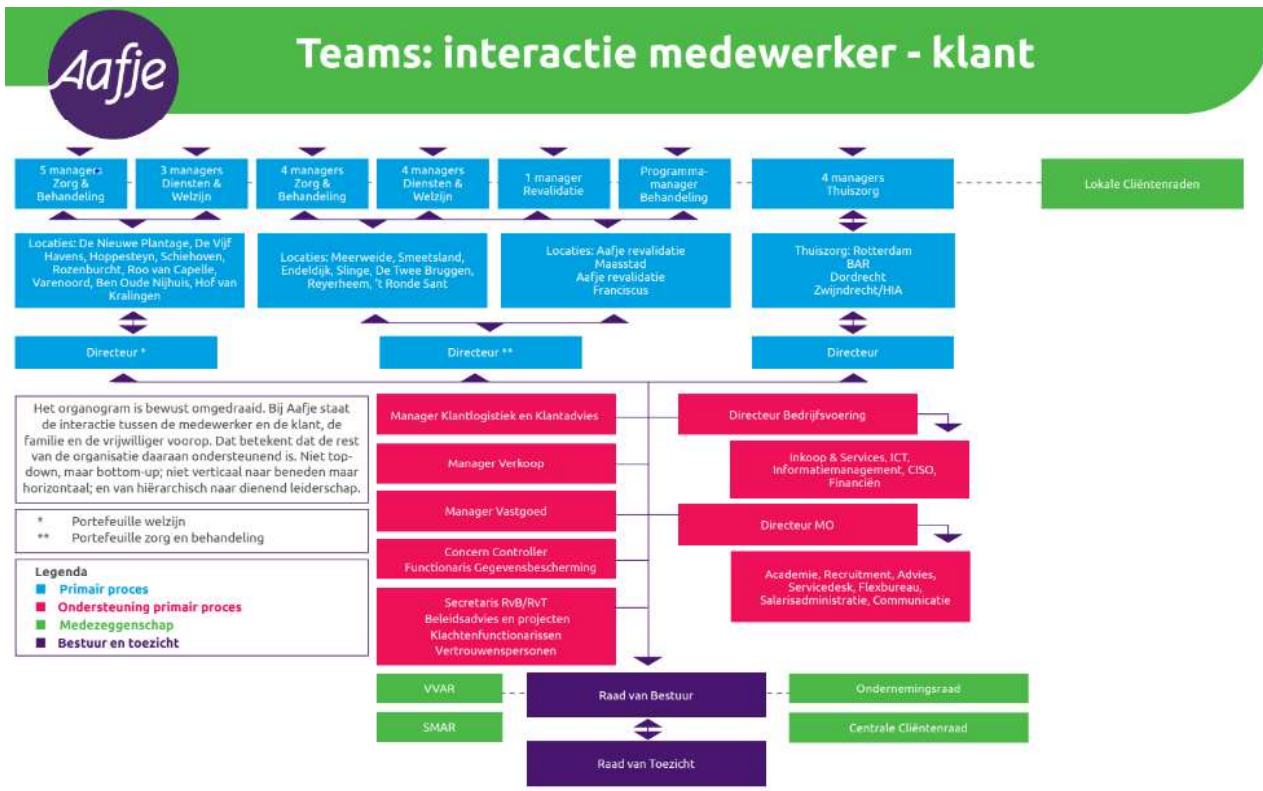 Aafje
Teams: interactie medewerker - klant
5 managers
Zorg &
Behandeling
3 managers
Diensten &
Welzijn
4 managers
Zorg &
Behandeling
4 managers
Diensten &
Welzijn
1 manager
Revalidatie
Programma-
manager
Behandeling
4 managers
Thuiszorg
Lokale Cliëntenraden
Locaties: De Nieuwe Plantage, De Vijf
Havens, Hoppesteyn, Schiehoven,
Rozenburcht, Roo van Capelle,
Varenoord, Ben Oude Nijhuis, Hof van
Kralingen
Locaties: Meerweide, Smeetsland,
Endeldijk, Slinge, De Twee Bruggen,
Reyerheem, 't Ronde Sant
Locaties: Aafje revalidatie
Maasstad
Aafje revalidatie
Franciscus
Thuiszorg: Rotterdam
BAR
Dordrecht
Zwijndrecht/HIA
Directeur *
Directeur **
Directeur
Het organogram is bewust omgedraaid. Bij Aafje staat
de interactie tussen de medewerker en de klant, de
familie en de vrijwilliger voorop. Dat betekent dat de rest
van de organisatie daaraan ondersteunend is. Niet top-
down, maar bottom-up; niet verticaal naar beneden maar
horizontaal; en van hiërarchisch naar dienend leiderschap.
* Portefeuille welzijn
** Portefeuille zorg en behandeling
Legenda
Primair proces
Ondersteuning primair proces
Medezeggenschap
Bestuur en toezicht
Manager Klantlogistiek en Klantadvies
Manager Verkoop
Manager Vastgoed
Concern Controller
Functionaris Gegevensbescherming
Secretaris RvB/RvT
Beleidsadvies en projecten
Klachtenfunctionarissen
Vertrouwenspersonen
Directeur Bedrijfsvoering
Inkoop & Services, ICT,
Informatiemanagement, CISO,
Financiën
Directeur MO
Academie, Recruitment, Advies,
Servicedesk, Flexbureau,
Salarisadministratie, Communicatie
VVAR
SMAR
Raad van Bestuur
Ondernemingsraad
Centrale Cliëntenraad
Raad van Toezicht